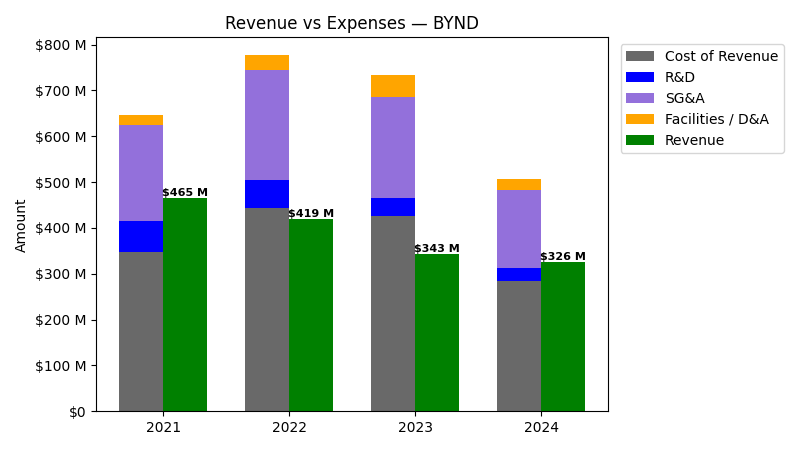 Revenue vs Expenses — BYND
Amount
$800 M
$700 M
$600 M
$500 M
$400 M
$300 M
$200 M
$100 M
$0
$465 M
$419 M
$343 M
$326 M
2021
2022
2023
2024
Cost of Revenue
R&D
SG&A
Facilities / D&A
Revenue